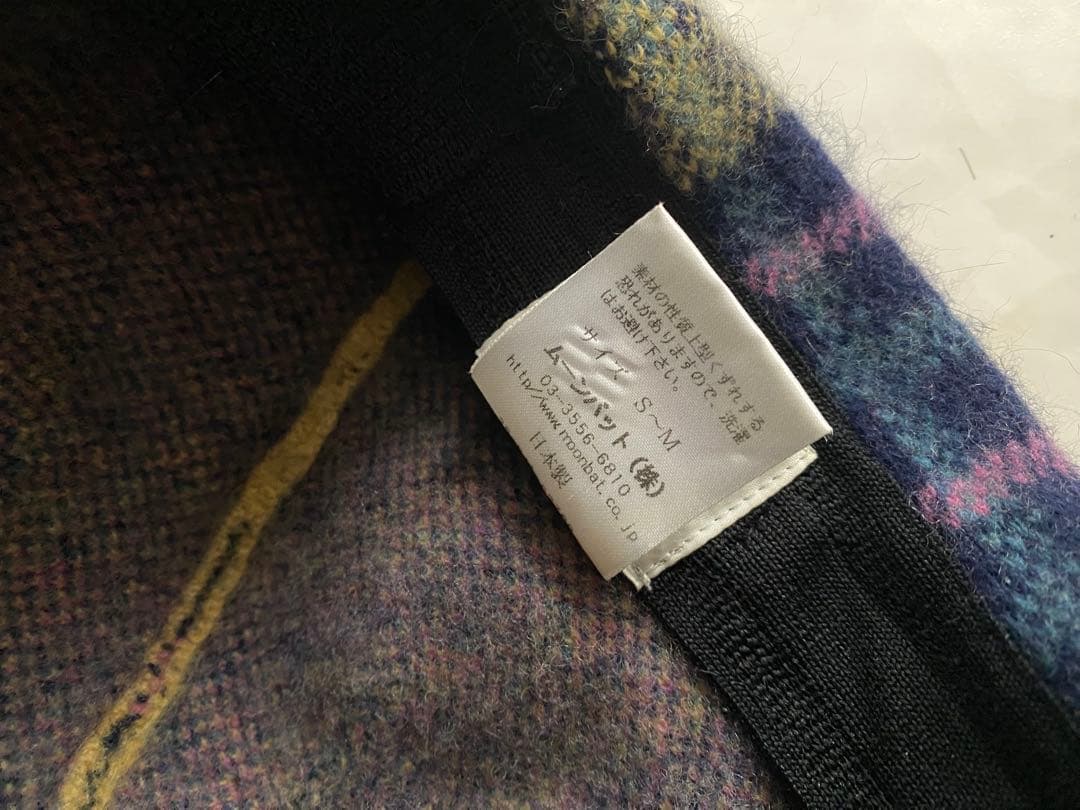 素材の性質上型くずれする
恐れがありますので、洗濯
はお避け下さい。
サイズ S～M
ムーンバット(株)
03-3556-6810
http/www.moonbat.co.jp
日本製